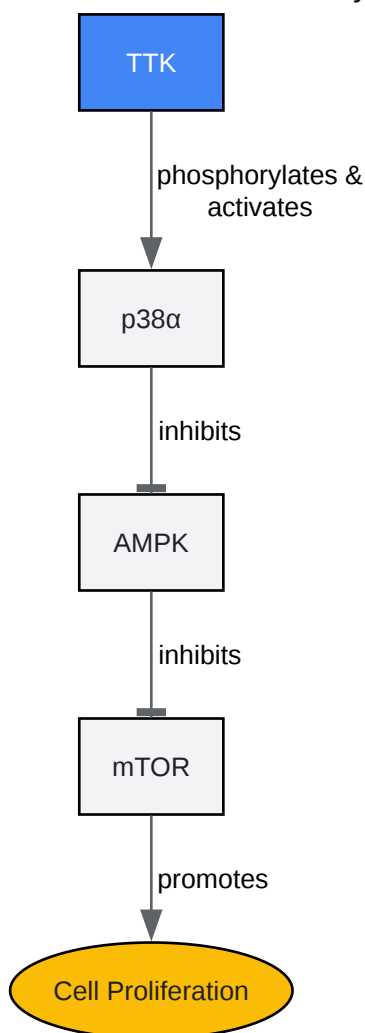 TTK
phosphorylates &
activates
p38α
inhibits
AMPK
inhibits
mTOR
promotes
Cell Proliferation